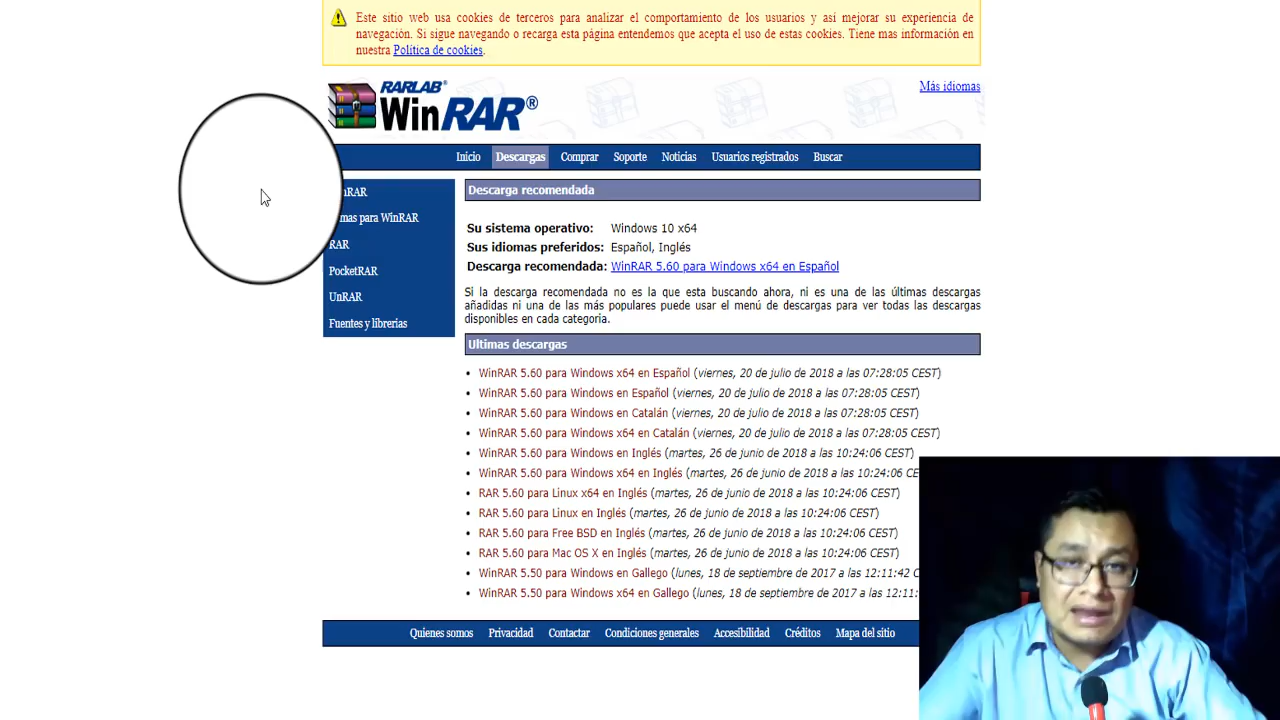 Este sitio web usa cookies de terceros para analizar el comportamiento de los usuarios y así mejorar su experiencia de
navegación. Si sigue navegando o recarga esta página entendemos que acepta el uso de estas cookies. Tiene mas información en
nuestra Política de cookies.
RARLAB®
WinRAR®
Más idiomas
Inicio Descargas Comprar Soporte Noticias Usuarios registrados Buscar
nRAR
mas para WinRAR
RAR
PocketRAR
UnRAR
Fuentes y librerias
Descarga recomendada
Su sistema operativo: Windows 10 x64
Sus idiomas preferidos: Español, Inglés
Descarga recomendada: WinRAR 5.60 para Windows x64 en Español
Si la descarga recomendada no es la que esta buscando ahora, ni es una de las últimas descargas
añadidas ni una de las más populares puede usar el menú de descargas para ver todas las descargas
disponibles en cada categoria.
Ultimas descargas
• WinRAR 5.60 para Windows x64 en Español (viernes, 20 de julio de 2018 a las 07:28:05 CEST)
• WinRAR 5.60 para Windows en Español (viernes, 20 de julio de 2018 a las 07:28:05 CEST)
• WinRAR 5.60 para Windows en Catalán (viernes, 20 de julio de 2018 a las 07:28:05 CEST)
• WinRAR 5.60 para Windows x64 en Catalán (viernes, 20 de julio de 2018 a las 07:28:05 CEST)
• WinRAR 5.60 para Windows en Inglés (martes, 26 de junio de 2018 a las 10:24:06 CEST)
• WinRAR 5.60 para Windows x64 en Inglés (martes, 26 de junio de 2018 a las 10:24:06 CE
• RAR 5.60 para Linux x64 en Inglés (martes, 26 de junio de 2018 a las 10:24:06 CEST)
• RAR 5.60 para Linux en Inglés (martes, 26 de junio de 2018 a las 10:24:06 CEST)
• RAR 5.60 para Free BSD en Inglés (martes, 26 de junio de 2018 a las 10:24:06 CEST)
• RAR 5.60 para Mac OS X en Inglés (martes, 26 de junio de 2018 a las 10:24:06 CEST)
• WinRAR 5.50 para Windows en Gallego (lunes, 18 de septiembre de 2017 a las 12:11:42 C
• WinRAR 5.50 para Windows x64 en Gallego (lunes, 18 de septiembre de 2017 a las 12:11:
Quienes somos Privacidad Contactar Condiciones generales Accesibilidad Créditos Mapa del sitio